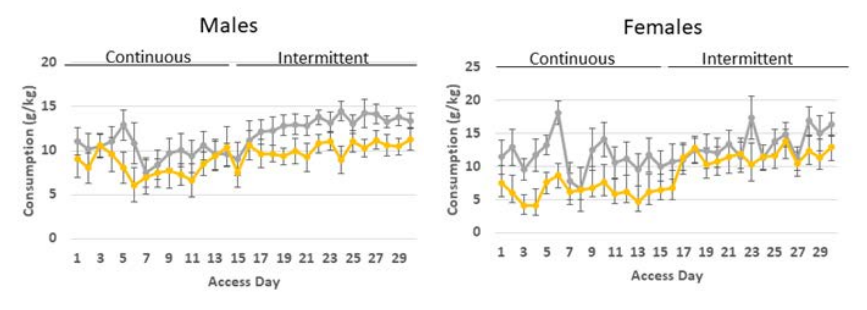 Males
Continuous Intermittent
Consumption (g/kg)
20
15
10
5
0
1 3 5 7 9 11 13 15 17 19 21 23 25 27 29
Access Day
Females
Continuous Intermittent
Consumption (g/kg)
25
20
15
10
5
0
1 3 5 7 9 11 13 15 17 19 21 23 25 27 29
Access Day